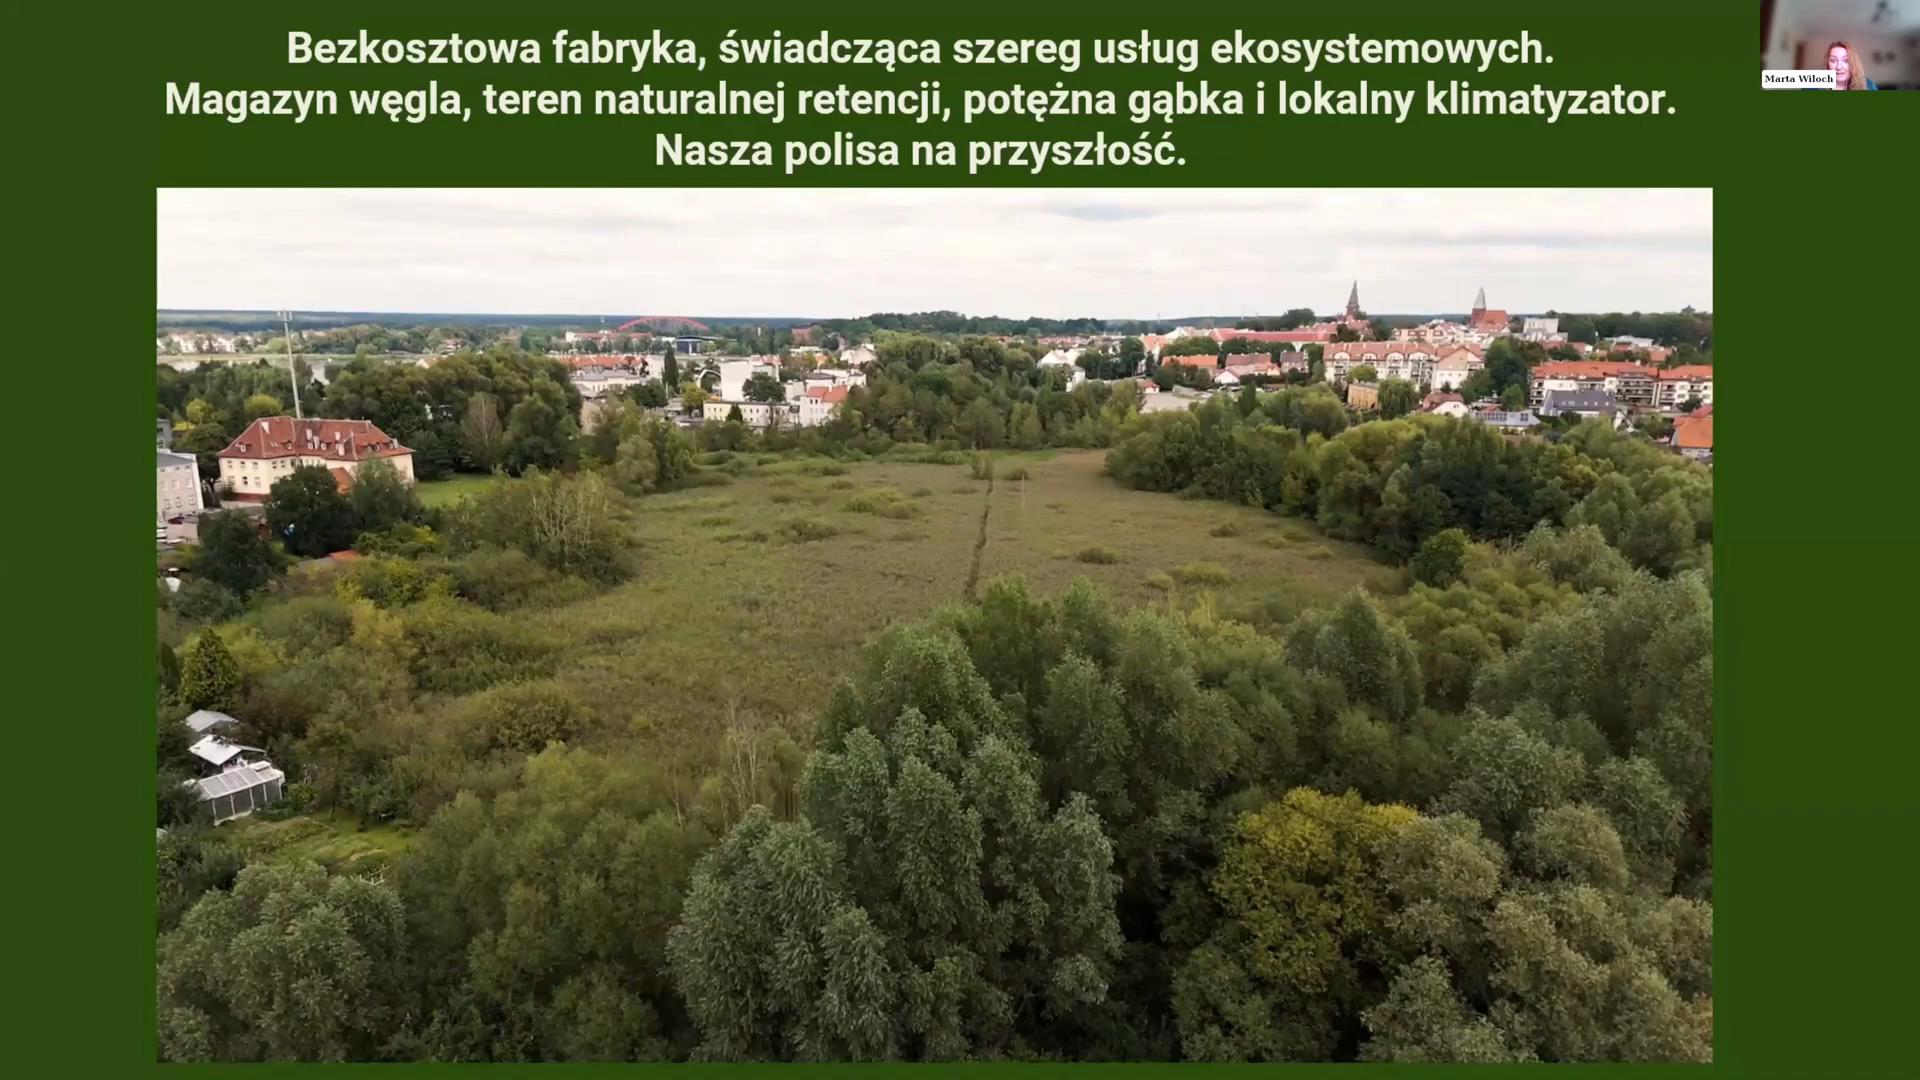 Bezkosztowa fabryka, świadcząca szereg usług ekosystemowych.
Magazyn węgla, teren naturalnej retencji, potężna gąbka i lokalny klimatyzator.
Nasza polisa na przyszłość.
Marta Wiloch